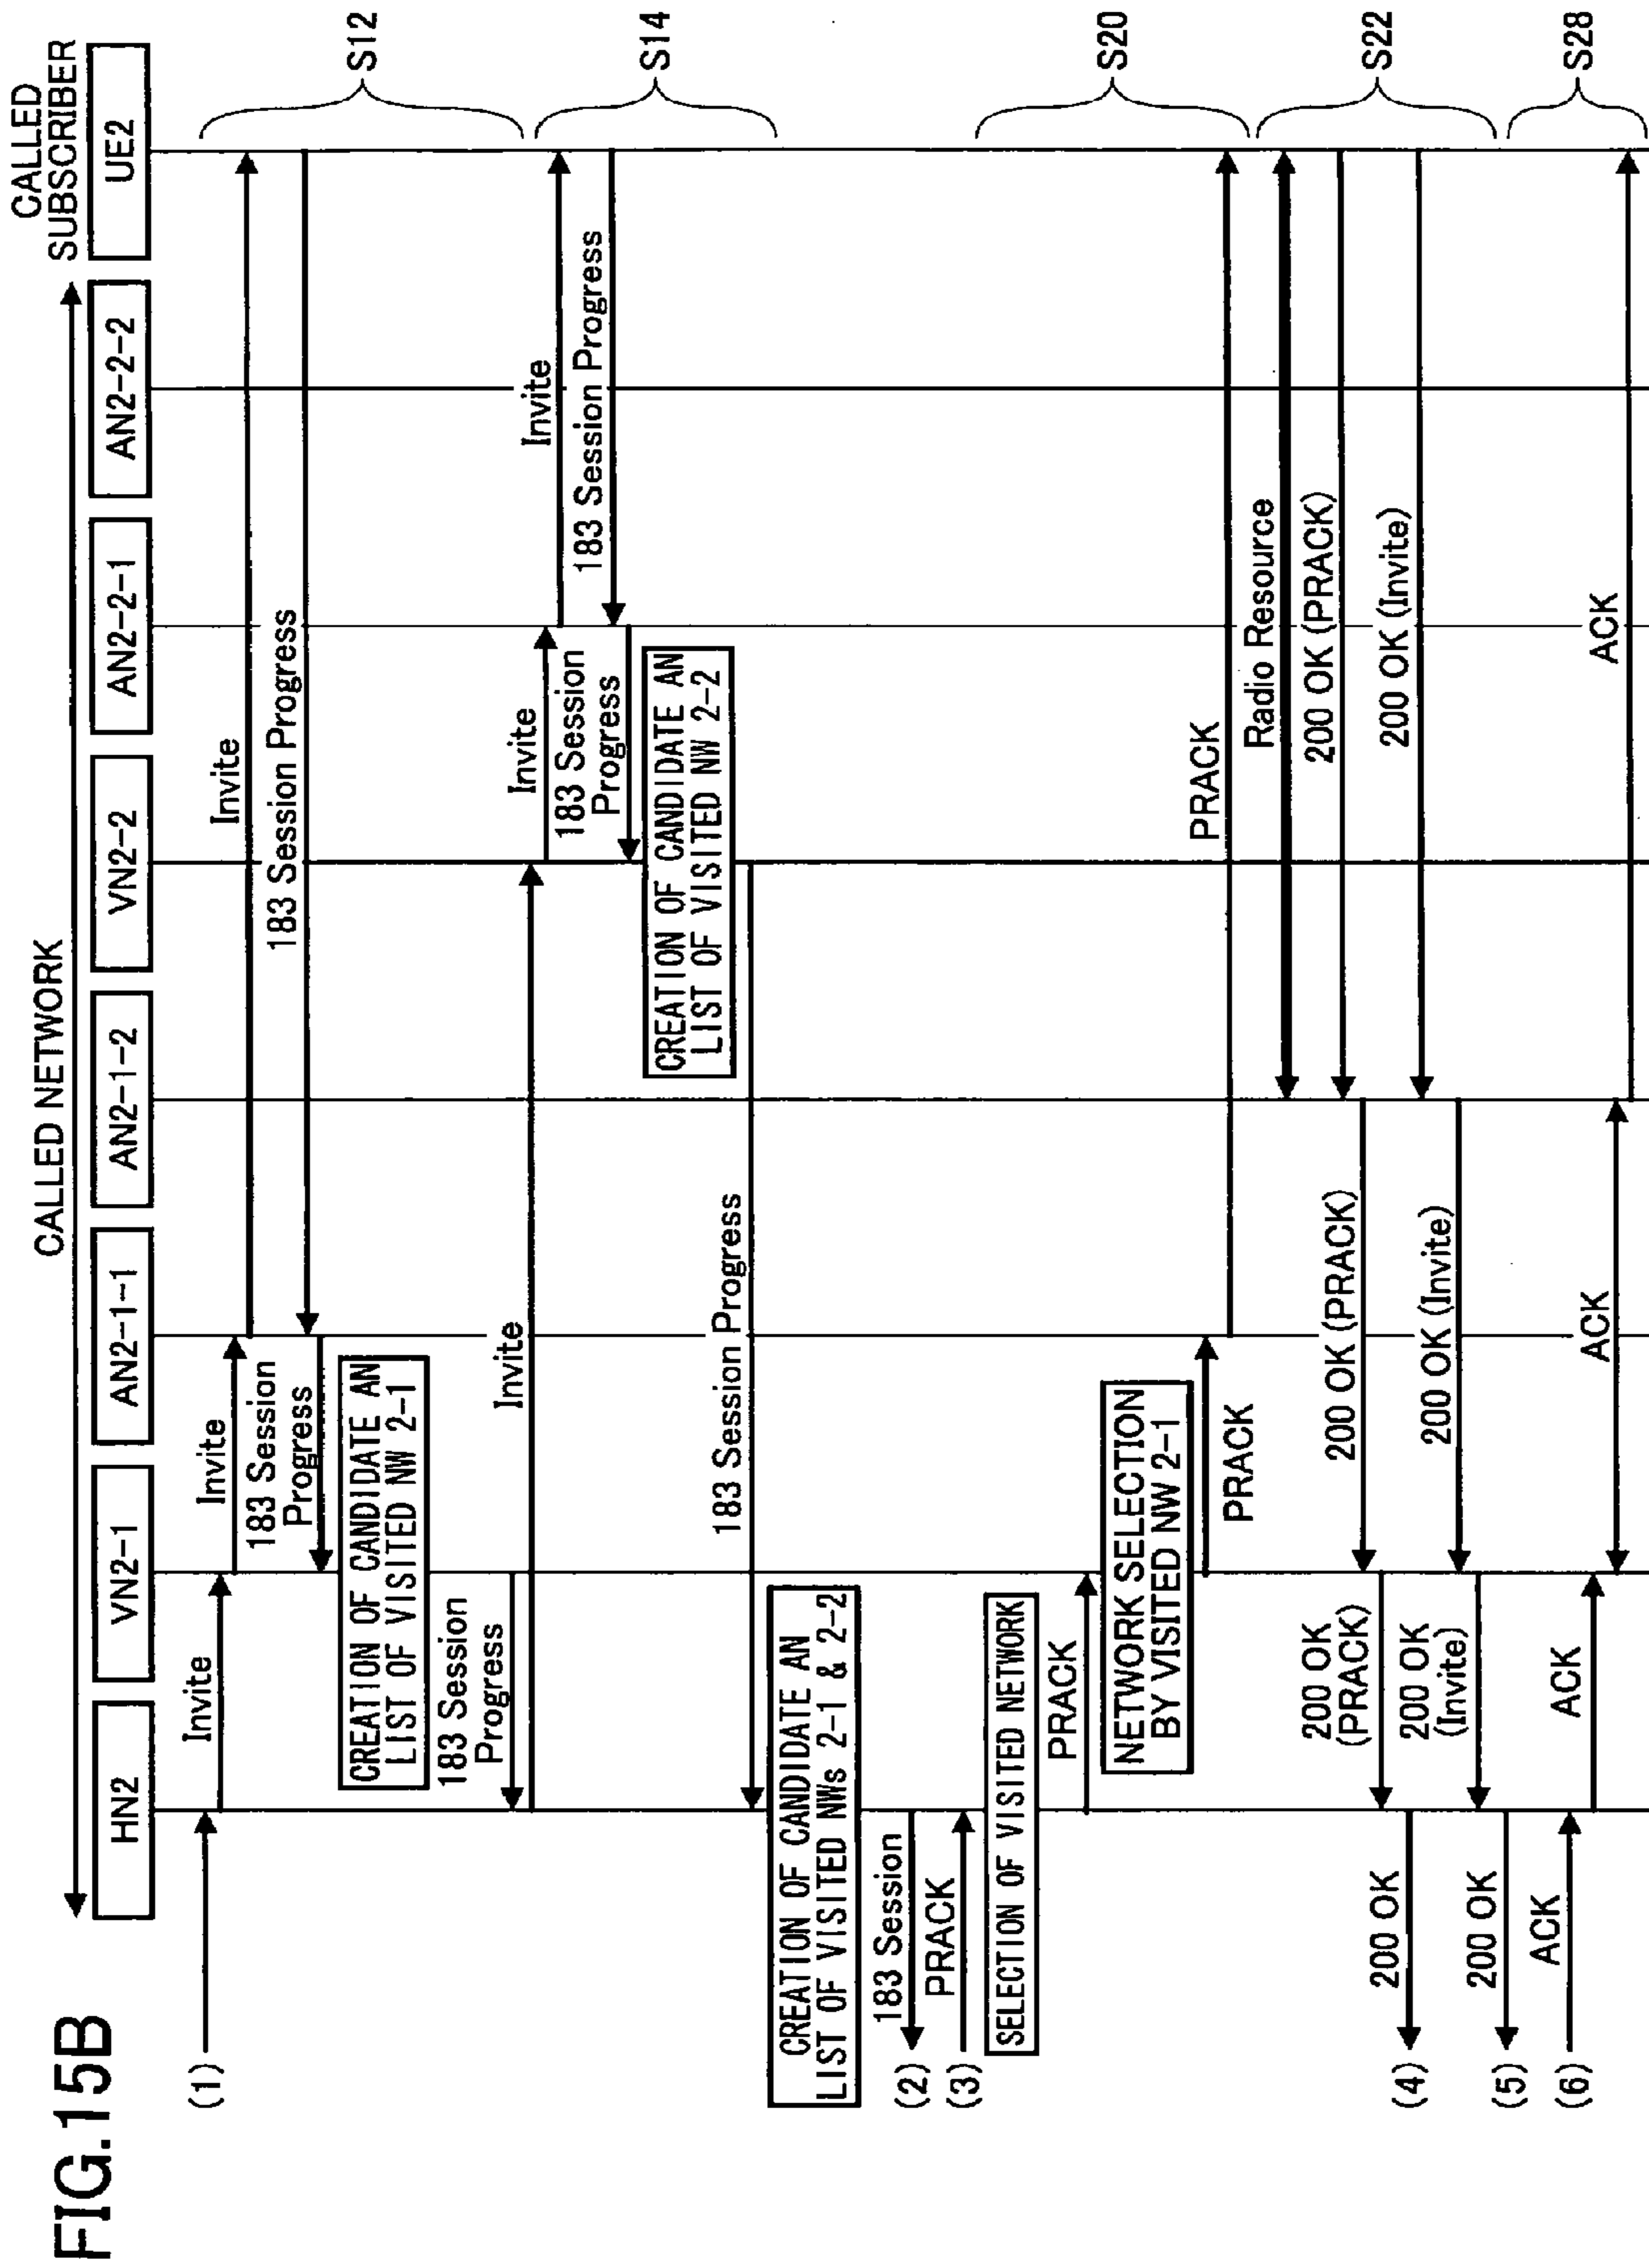 FIG.15B
CALLED NETWORK
CALLED
SUBSCRIBER
HN2
VN2-1
AN2-1-1
AN2-1-2
VN2-2
AN2-2-1
AN2-2-2
UE2
(1)
Invite
Invite
Invite
183 Session Progress
183 Session
Progress
CREATION OF CANDIDATE AN
LIST OF VISITED NW 2-1
183 Session
Progress
S12
Invite
Invite
Invite
183 Session Progress
183 Session
Progress
CREATION OF CANDIDATE AN
LIST OF VISITED NW 2-2
183 Session Progress
S14
CREATION OF CANDIDATE AN
LIST OF VISITED NWs 2-1 & 2-2
183 Session
(2)
PRACK
(3)
SELECTION OF VISITED NETWORK
PRACK
NETWORK SELECTION
BY VISITED NW 2-1
PRACK
PRACK
S20
Radio Resource
200 OK (PRACK)
200 OK (PRACK)
200 OK
(PRACK)
200 OK
(4)
200 OK (Invite)
200 OK (Invite)
200 OK
(Invite)
200 OK
(5)
S22
ACK
(6)
ACK
ACK
ACK
S28